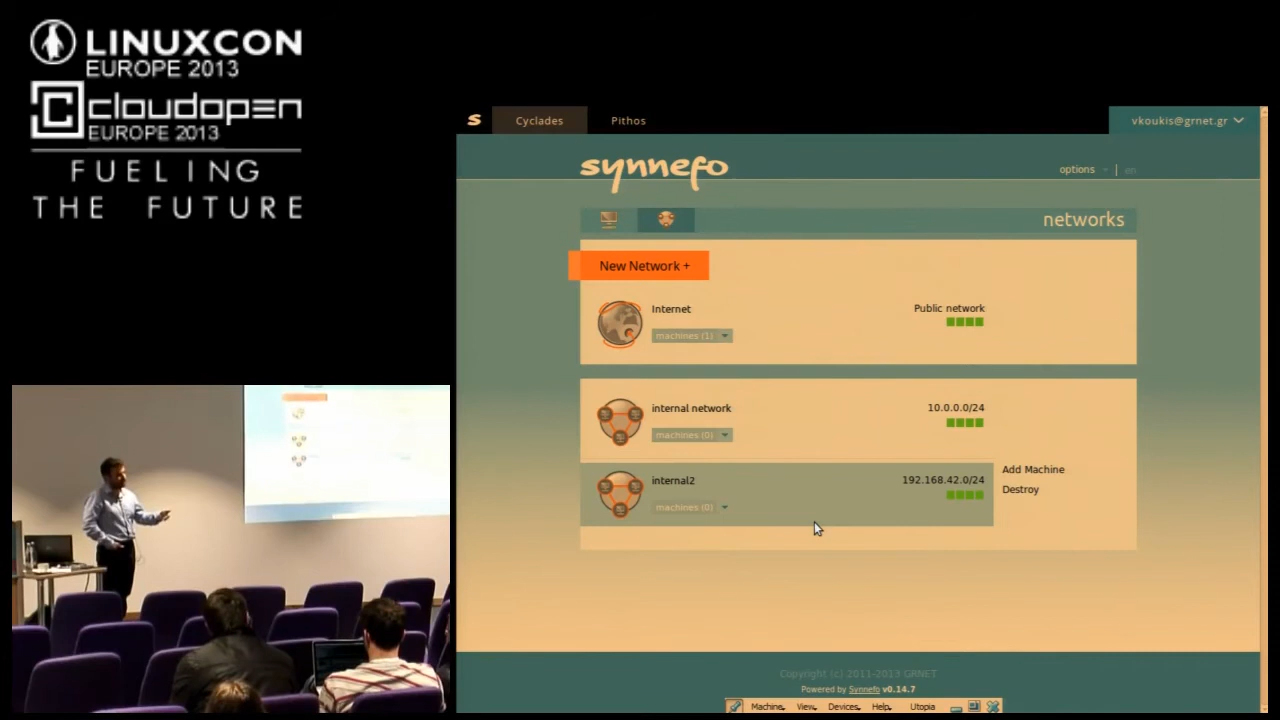 LINUXCON
EUROPE 2013
cloudopen
EUROPE 2013
FUELING
THE FUTURE
s Cyclades Pithos vkoukis@grnet.gr
synnefo
options | en
networks
New Network +
Internet Public network
machines (1)
internal network 10.0.0.0/24
machines (0)
Add Machine
internal2 192.168.42.0/24
Destroy
machines (0)
Copyright (c) 2011-2013 GRNET
Powered by Synnefo v0.14.7
Machine View Devices Help Utopia